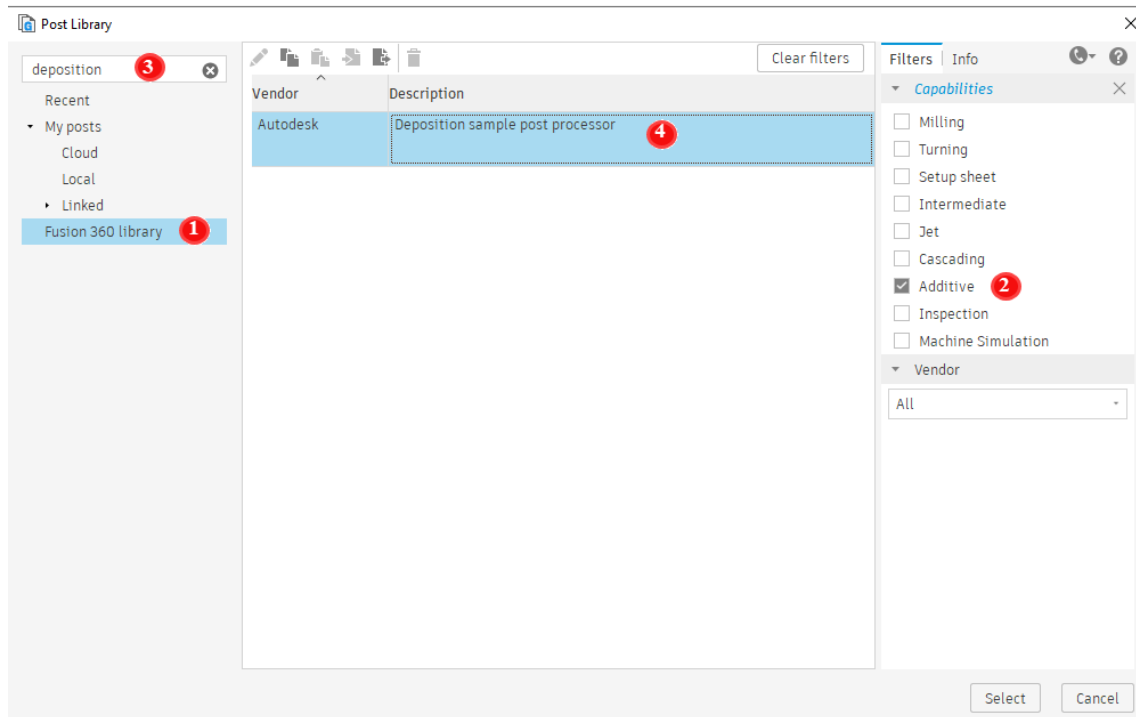 Post Library
deposition 3
Recent
My posts
Cloud
Local
Linked
Fusion 360 library 1
Clear filters
Vendor Description
Autodesk Deposition sample post processor 4
Filters Info
Capabilities
Milling
Turning
Setup sheet
Intermediate
Jet
Cascading
Additive 2
Inspection
Machine Simulation
Vendor
All
Select Cancel